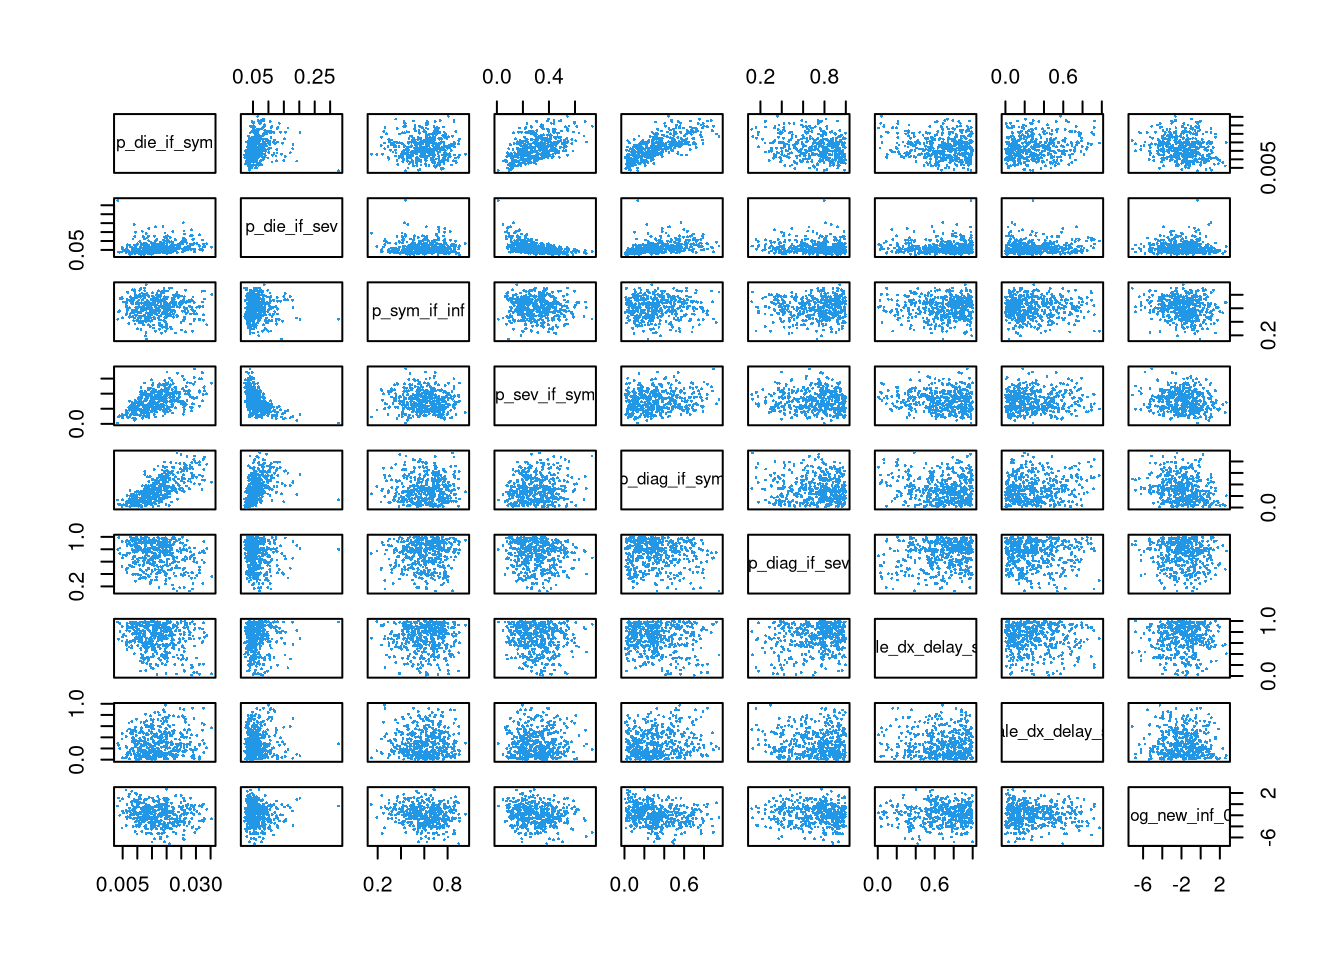 0.05 0.25 0.0 0.4 0.2 0.8 0.0 0.6
p_die_if_sym 0.005
0.05 p_die_if_sev
p_sym_if_inf 0.2
0.0 p_sev_if_sym
p_diag_if_sym 0.0
0.2 1.0 p_diag_if_sev
le_dx_delay_s 0.0 1.0
0.0 1.0 ale_dx_delay_s
og_new_inf_0 -6 2
0.005 0.030 0.2 0.8 0.0 0.6 0.0 0.6 -6 -2 2